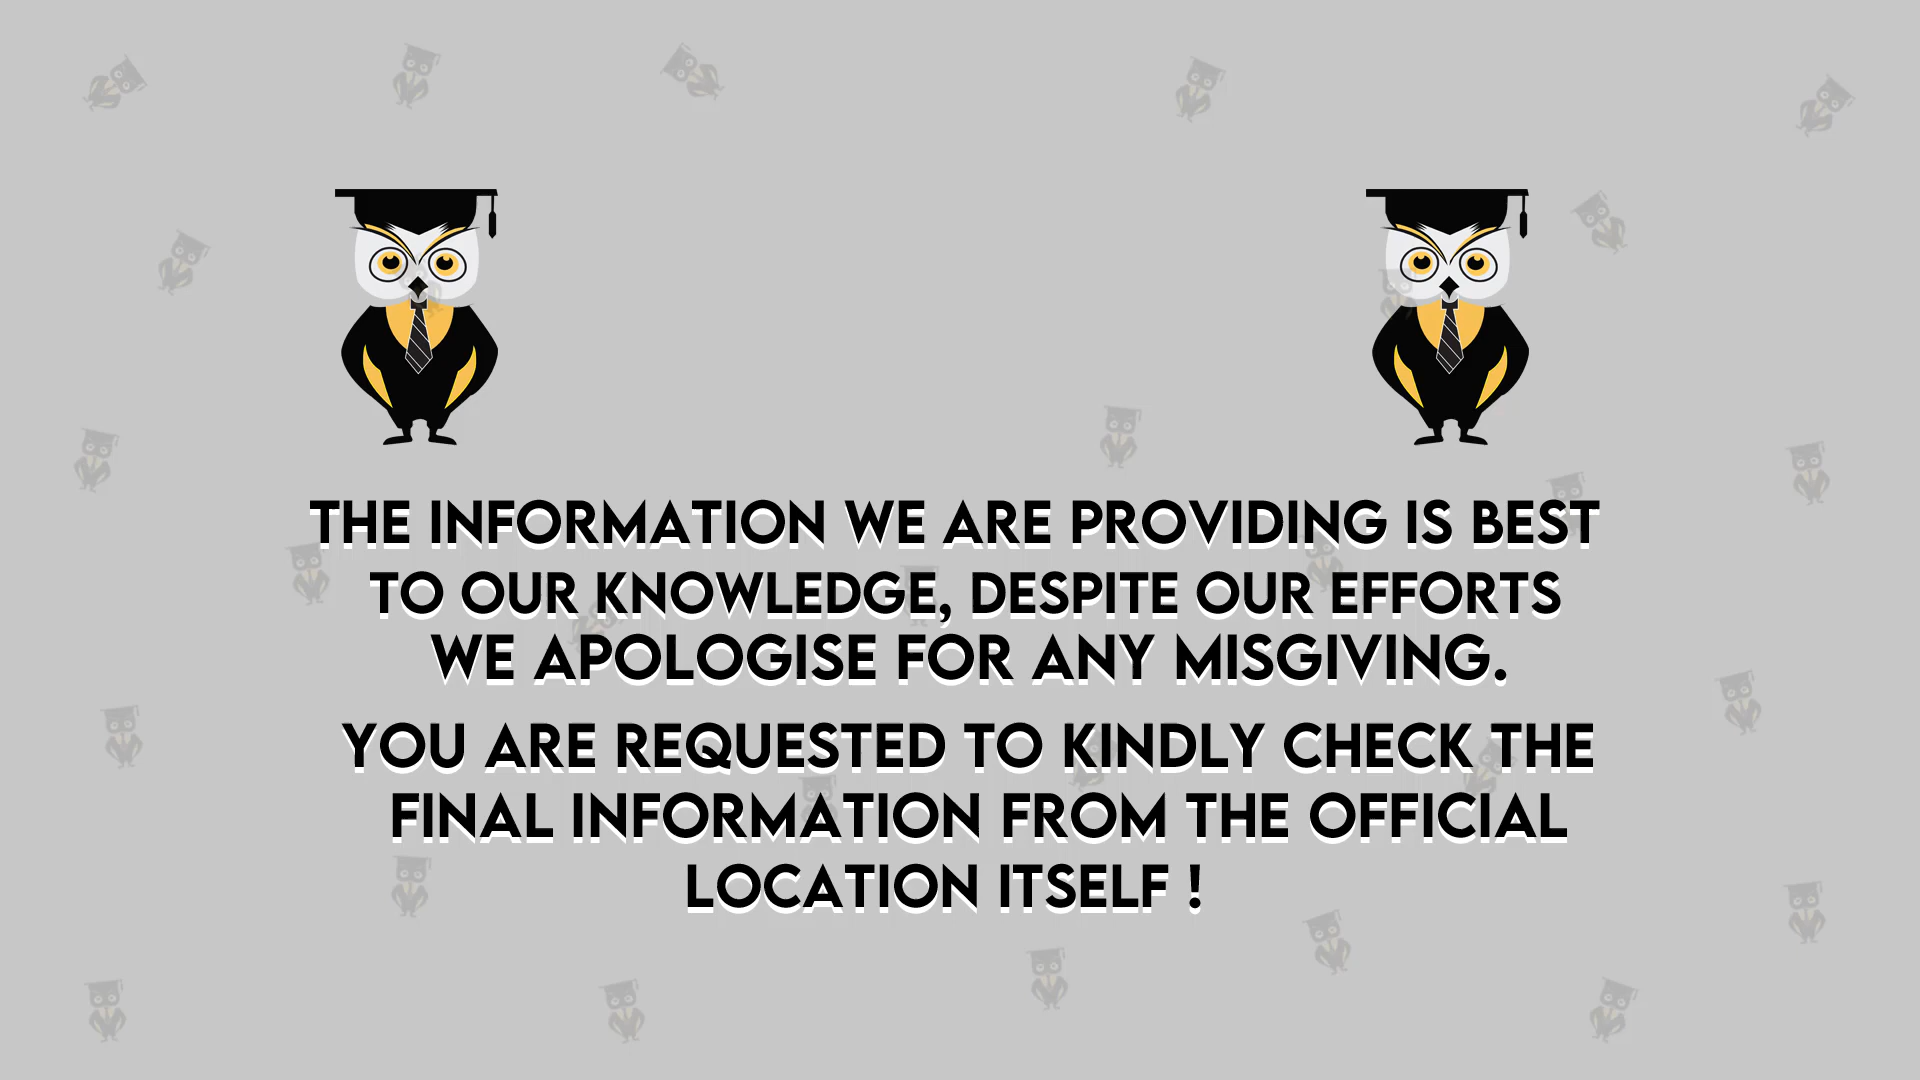 THE INFORMATION WE ARE PROVIDING IS BEST
TO OUR KNOWLEDGE, DESPITE OUR EFFORTS
WE APOLOGISE FOR ANY MISGIVING.
YOU ARE REQUESTED TO KINDLY CHECK THE
FINAL INFORMATION FROM THE OFFICIAL
LOCATION ITSELF !